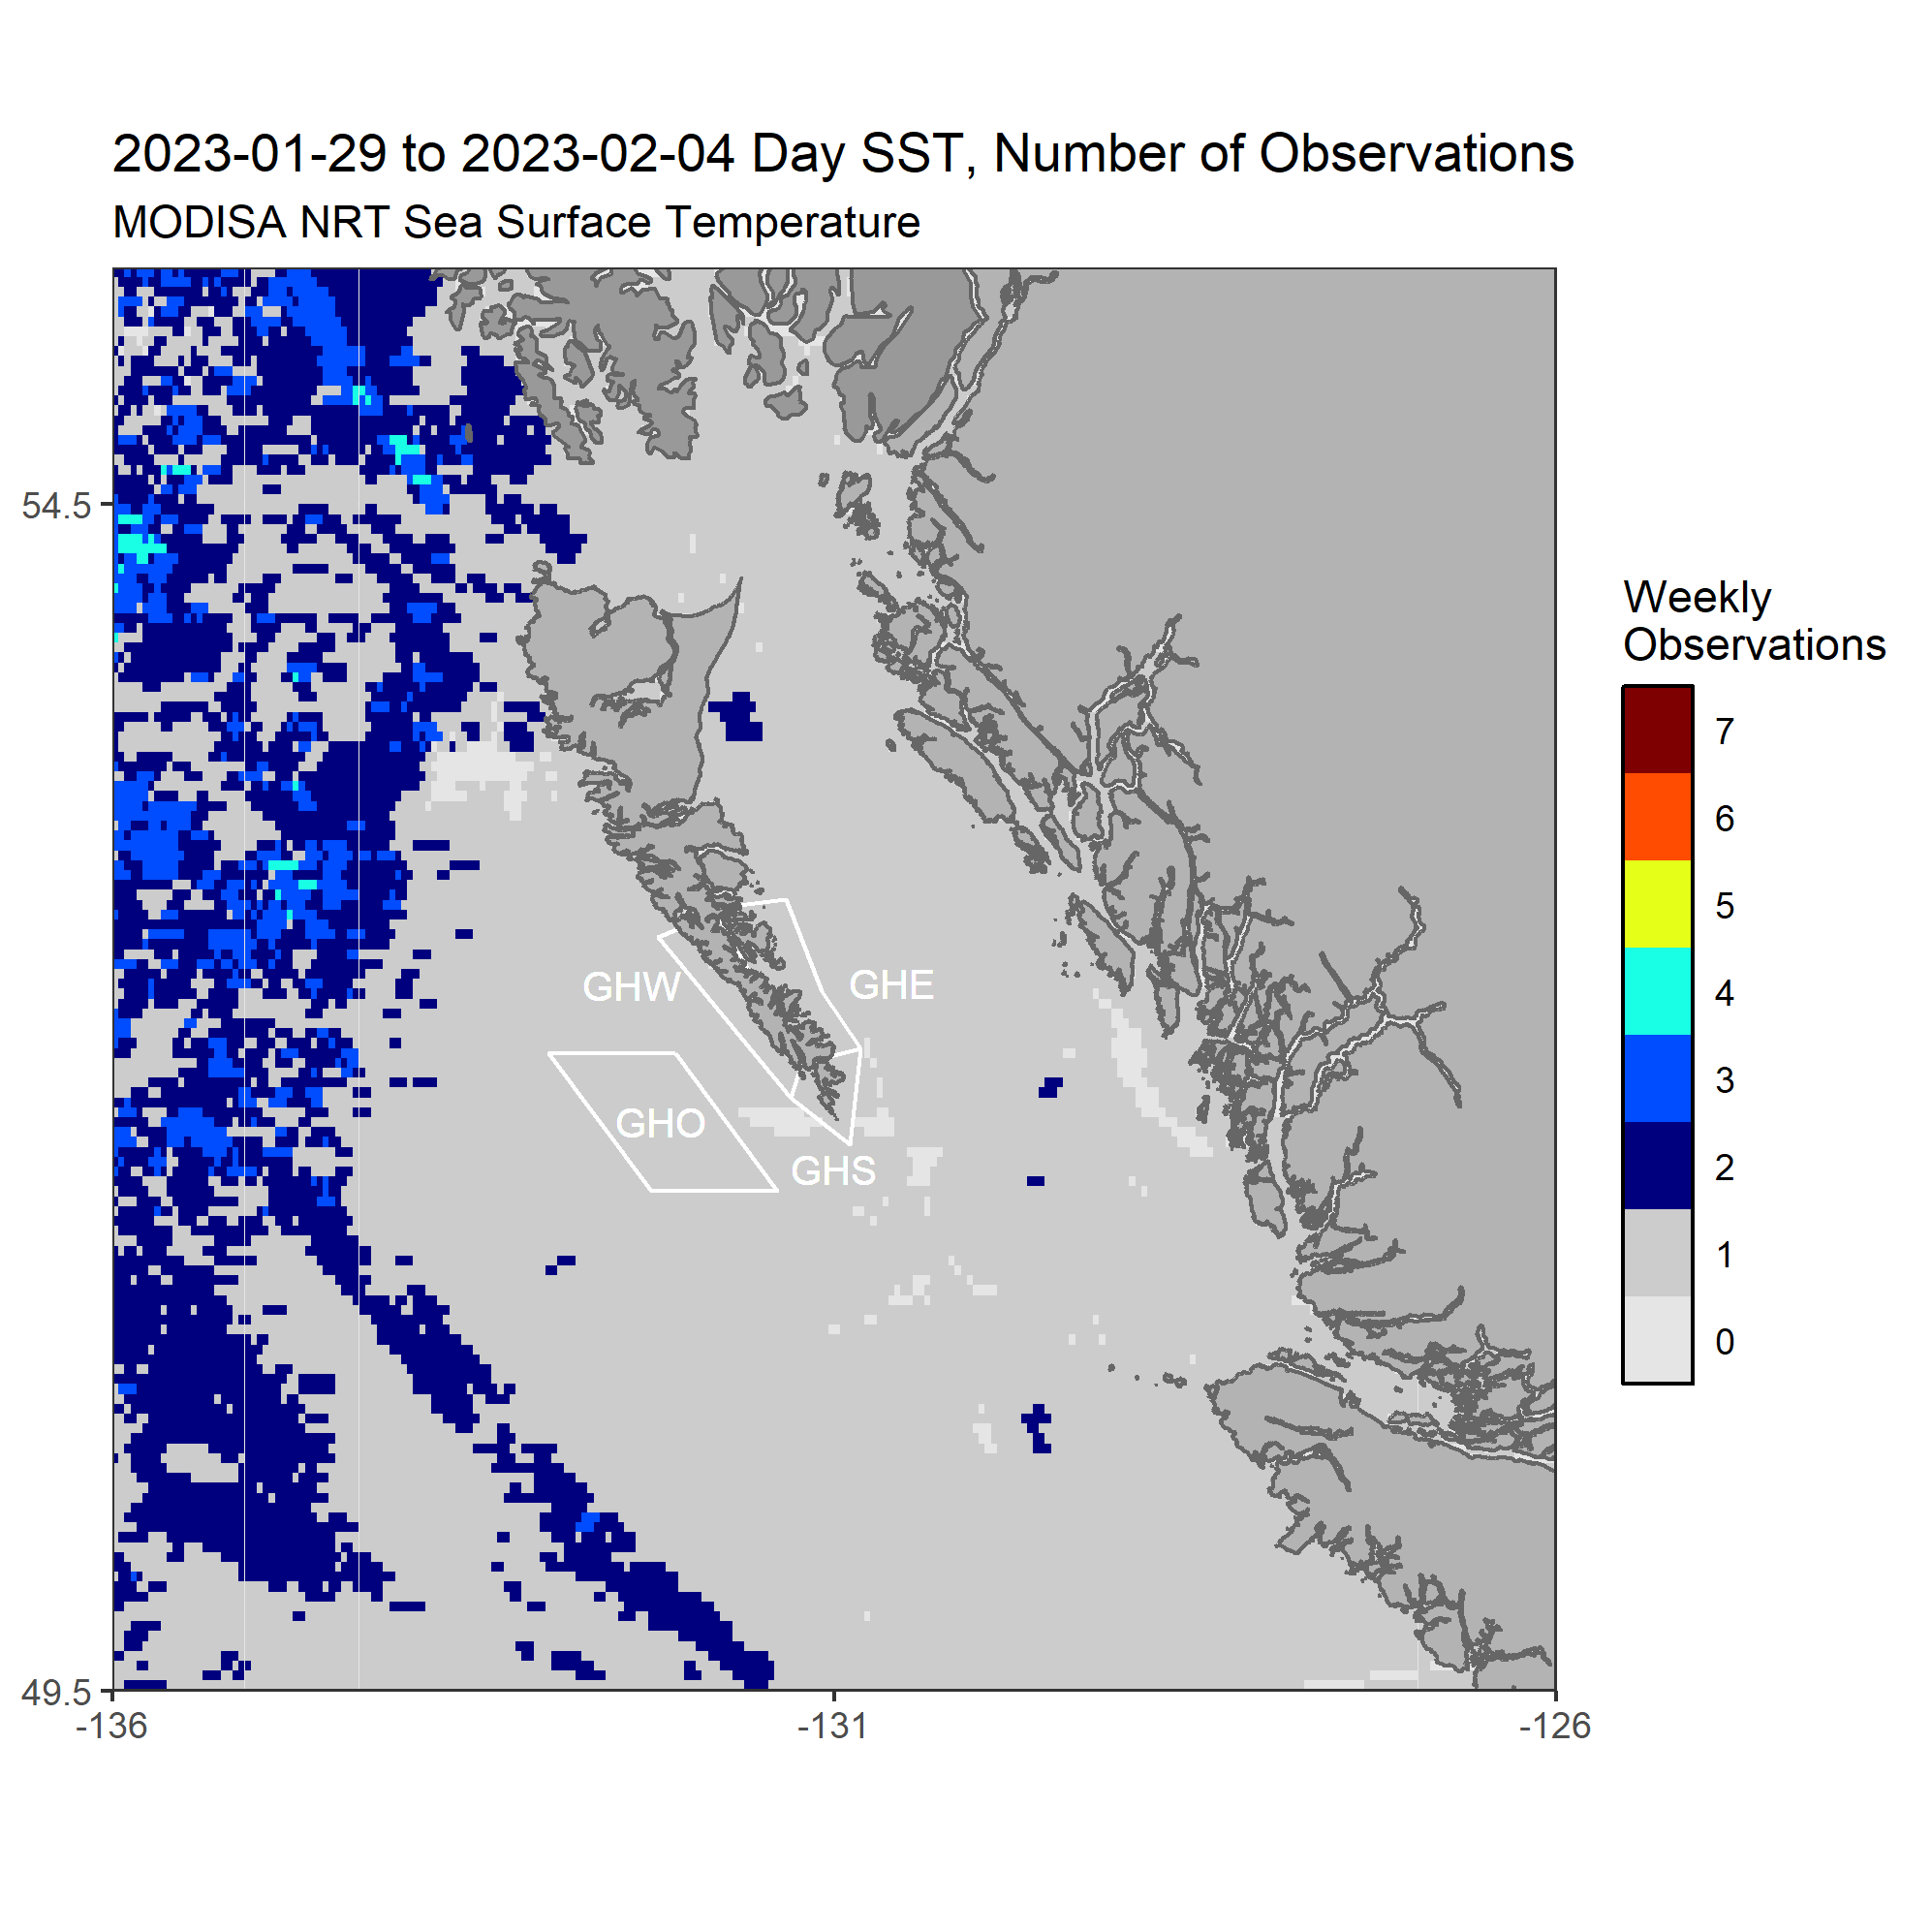 2023-01-29 to 2023-02-04 Day SST, Number of Observations
MODISA NRT Sea Surface Temperature
54.5
49.5
-136
-131
-126
GHW
GHE
GHO
GHS
Weekly
Observations
7
6
5
4
3
2
1
0